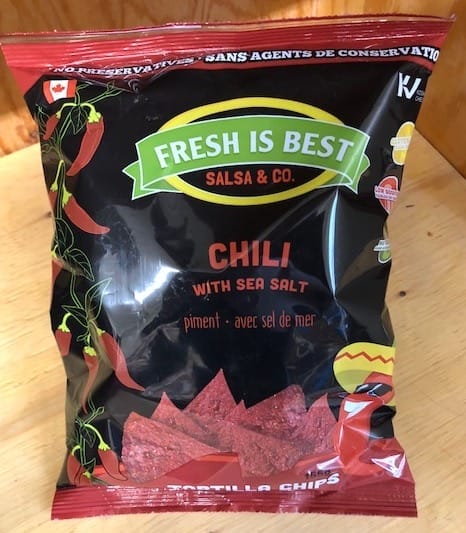 NO PRESERVATIVES · SANS AGENTS DE CONSERVATIO
FRESH IS BEST
SALSA & CO.
CHILI
WITH SEA SALT
piment · avec sel de mer
TORTILLA CHIPS